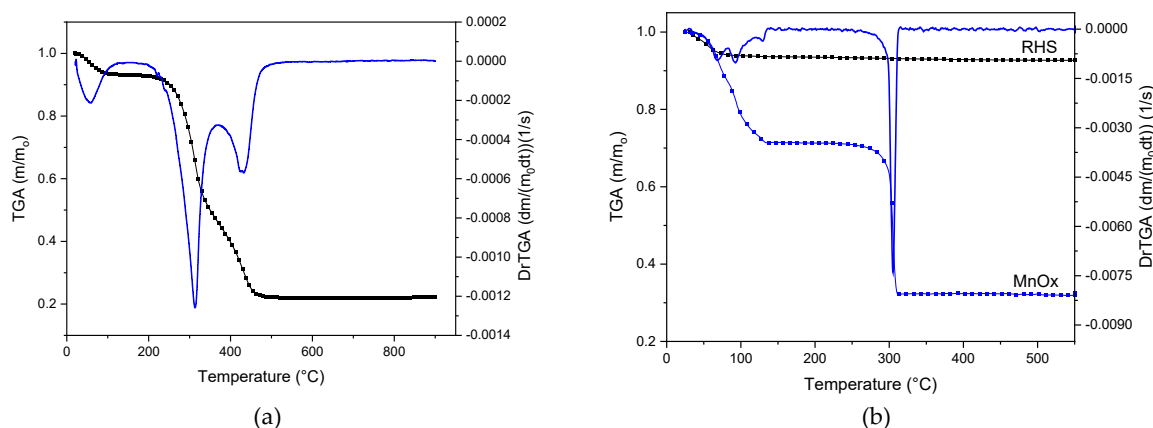 TGA (m/mo)
1.0
0.8
0.6
0.4
0.2
0.0002
0.0000
-0.0002
-0.0004
-0.0006
-0.0008
-0.0010
-0.0012
-0.0014
DrTGA (dm/(m0dt))(1/s)
0 200 400 600 800
Temperature (°C)
(a)
TGA (m/mo)
1.0
0.8
0.6
0.4
0.2
RHS
MnOx
0.0000
-0.0015
-0.0030
-0.0045
-0.0060
-0.0075
-0.0090
DrTGA (dm/(m0dt))(1/s)
0 100 200 300 400 500
Temperature (°C)
(b)